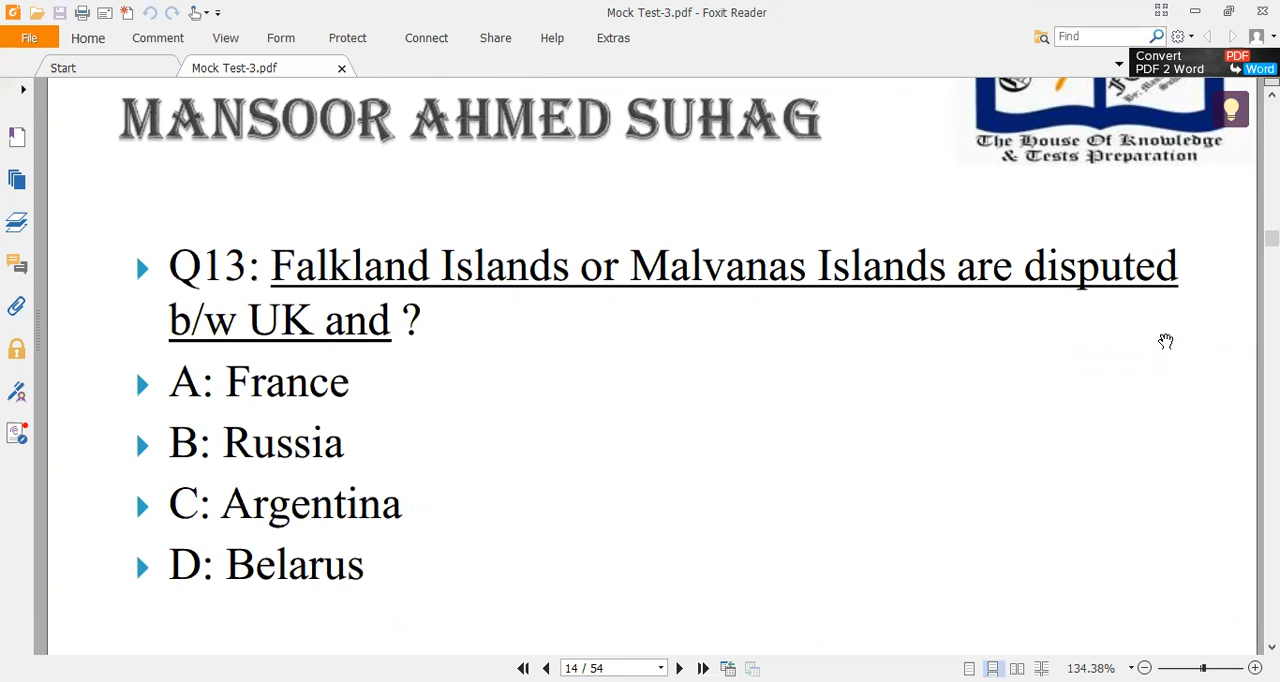 Mock Test-3.pdf - Foxit Reader
File Home Comment View Form Protect Connect Share Help Extras
Find
Start Mock Test-3.pdf
Convert PDF
PDF 2 Word Word
MANSOOR AHMED SUHAG
The House Of Knowledge
& Tests Preparation
Q13: Falkland Islands or Malvanas Islands are disputed
b/w UK and ?
A: France
B: Russia
C: Argentina
D: Belarus
14 / 54
134.38%